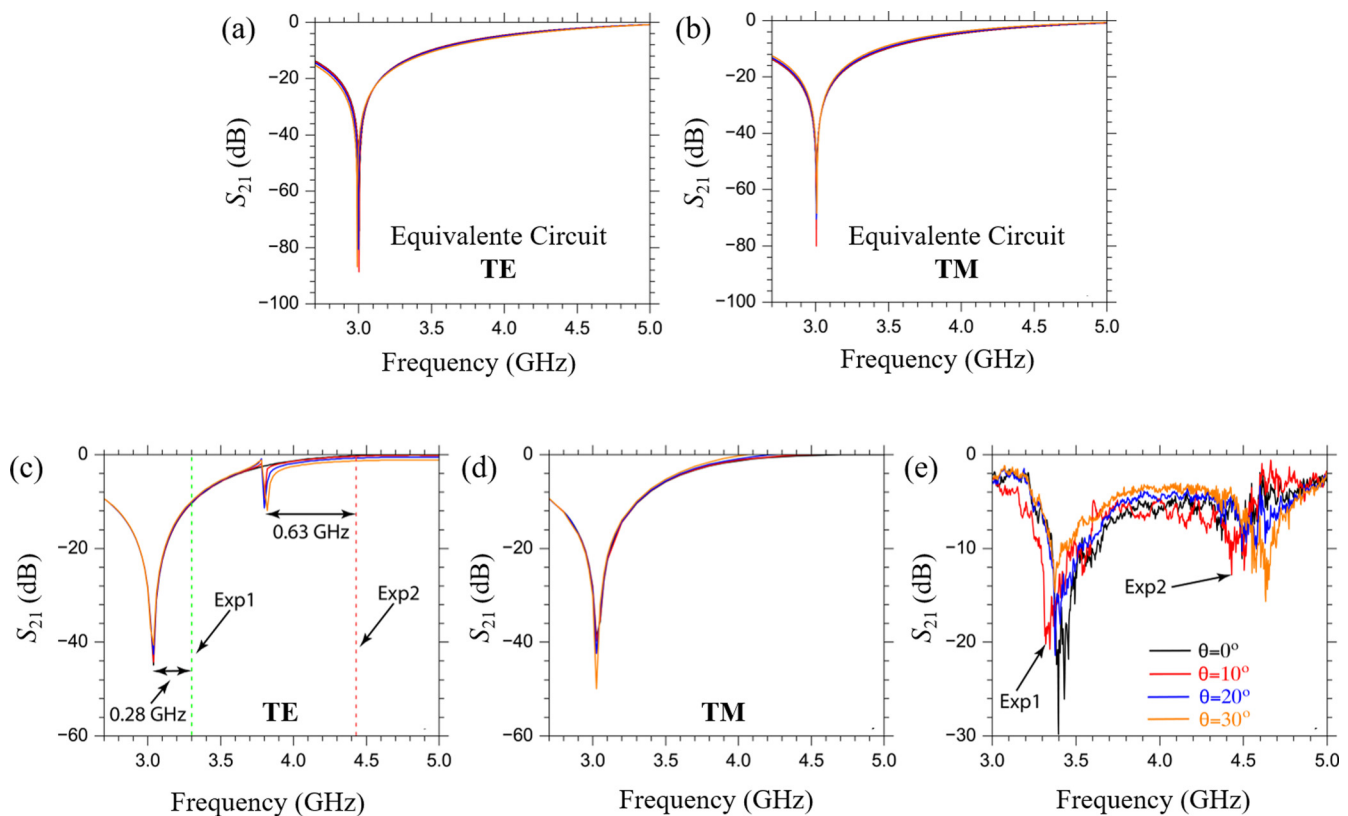 (a)
0
−20
−40
−60
−80
−100
S21 (dB)
Equivalente Circuit
TE
3.0 3.5 4.0 4.5 5.0
Frequency (GHz)
(b)
0
−20
−40
−60
−80
−100
S21 (dB)
Equivalente Circuit
TM
3.0 3.5 4.0 4.5 5.0
Frequency (GHz)
(c)
0
−20
−40
−60
S21 (dB)
0.63 GHz
Exp1
Exp2
0.28 GHz
TE
3.0 3.5 4.0 4.5 5.0
Frequency (GHz)
(d)
0
−20
−40
−60
S21 (dB)
TM
3.0 3.5 4.0 4.5 5.0
Frequency (GHz)
(e)
0
−10
−20
−30
S21 (dB)
Exp2
Exp1
θ=0º
θ=10º
θ=20º
θ=30º
3.0 3.5 4.0 4.5 5.0
Frequency (GHz)